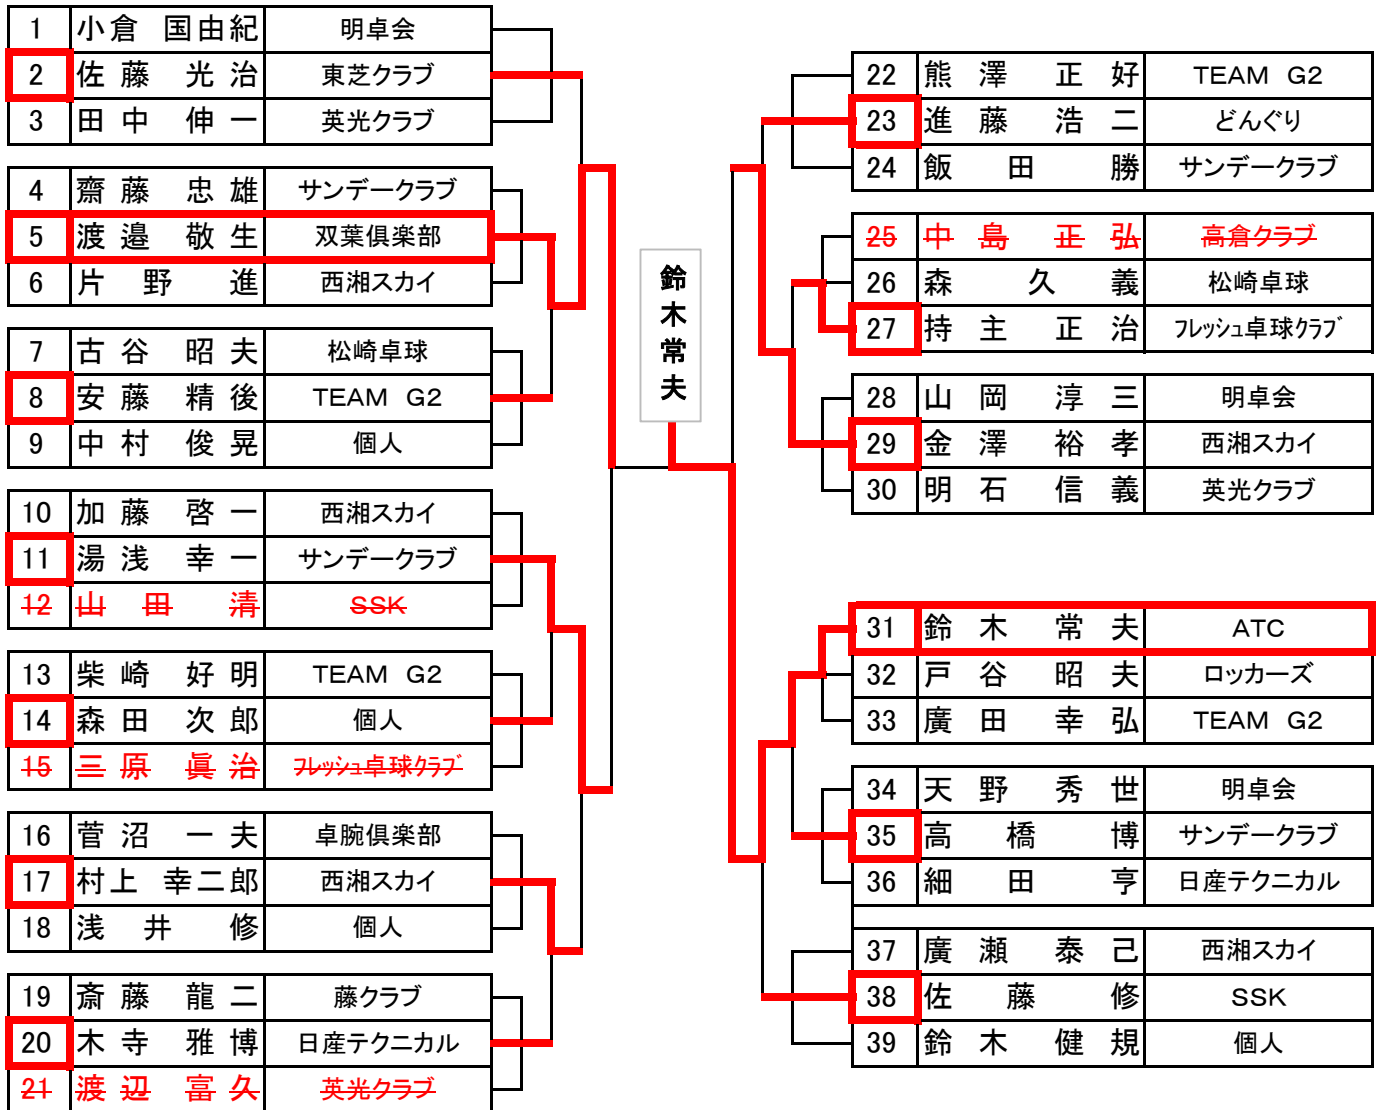 1 小倉 国由紀 明卓会
2 佐藤 光治 東芝クラブ
3 田中 伸一 英光クラブ
4 齋藤 忠雄 サンデークラブ
5 渡邉 敬生 双葉倶楽部
6 片野 進 西湘スカイ
7 古谷 昭夫 松崎卓球
8 安藤 精後 TEAM G2
9 中村 俊晃 個人
10 加藤 啓一 西湘スカイ
11 湯浅 幸一 サンデークラブ
12 山田 清 SSK
13 柴崎 好明 TEAM G2
14 森田 次郎 個人
15 三原 眞治 フレッシュ卓球クラブ
16 菅沼 一夫 卓腕倶楽部
17 村上 幸二郎 西湘スカイ
18 浅井 修 個人
19 斎藤 龍二 藤クラブ
20 木寺 雅博 日産テクニカル
21 渡辺 富久 英光クラブ
鈴木常夫
22 熊澤 正好 TEAM G2
23 進藤 浩二 どんぐり
24 飯田 勝 サンデークラブ
25 中島 正弘 高倉クラブ
26 森 久義 松崎卓球
27 持主 正治 フレッシュ卓球クラブ
28 山岡 淳三 明卓会
29 金澤 裕孝 西湘スカイ
30 明石 信義 英光クラブ
31 鈴木 常夫 ATC
32 戸谷 昭夫 ロッカーズ
33 廣田 幸弘 TEAM G2
34 天野 秀世 明卓会
35 高橋 博 サンデークラブ
36 細田 亨 日産テクニカル
37 廣瀬 泰己 西湘スカイ
38 佐藤 修 SSK
39 鈴木 健規 個人